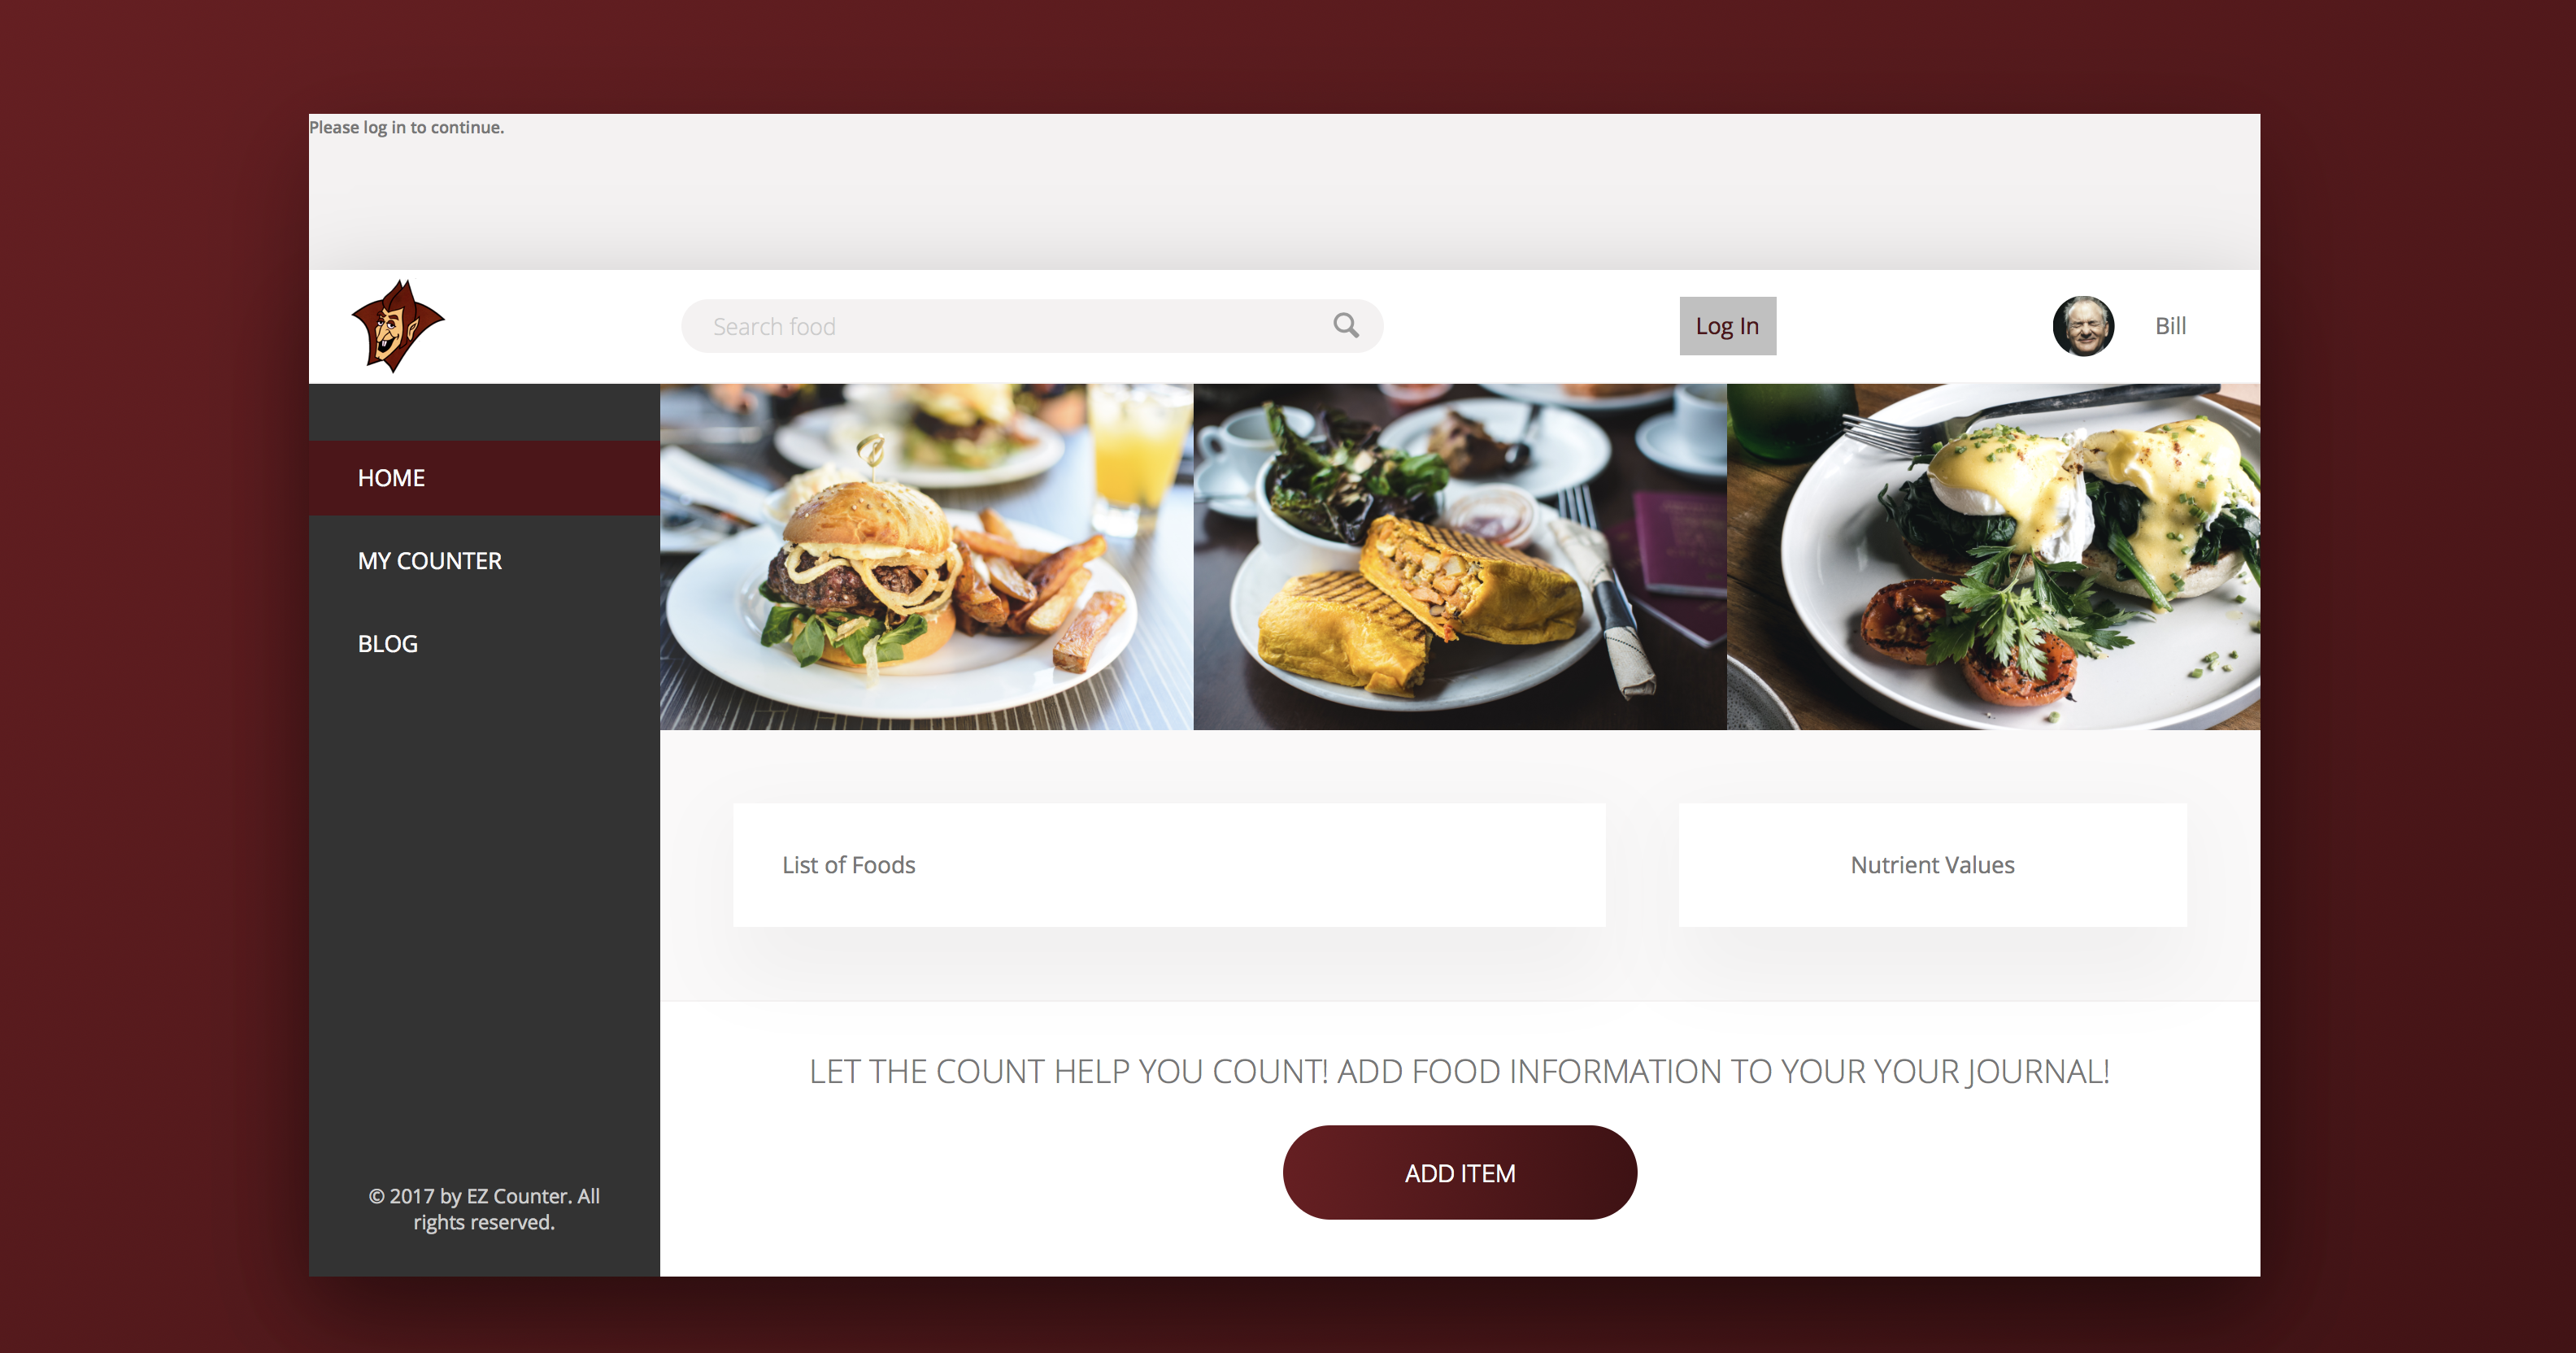 Please log in to continue.
Search food
Log In
Bill
HOME
MY COUNTER
BLOG
List of Foods
Nutrient Values
LET THE COUNT HELP YOU COUNT! ADD FOOD INFORMATION TO YOUR YOUR JOURNAL!
ADD ITEM
© 2017 by EZ Counter. All
rights reserved.